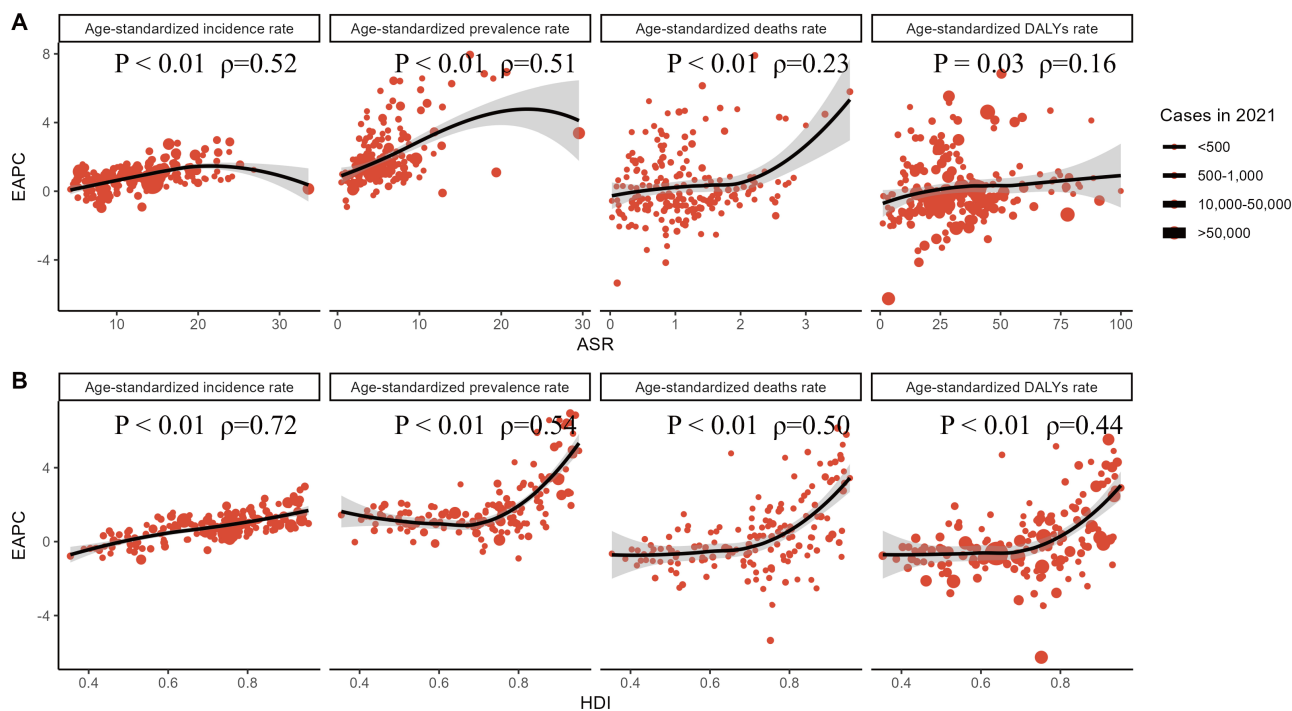 A
Age-standardized incidence rate
Age-standardized prevalence rate
Age-standardized deaths rate
Age-standardized DALYs rate
P < 0.01 ρ=0.52
P < 0.01 ρ=0.51
P < 0.01 ρ=0.23
P = 0.03 ρ=0.16
8
4
0
-4
EAPC
10
20
30
0
10
20
30
0
1
2
3
0
25
50
75
100
ASR
Cases in 2021
<500
500-1,000
10,000-50,000
>50,000
B
Age-standardized incidence rate
Age-standardized prevalence rate
Age-standardized deaths rate
Age-standardized DALYs rate
P < 0.01 ρ=0.72
P < 0.01 ρ=0.54
P < 0.01 ρ=0.50
P < 0.01 ρ=0.44
4
0
-4
EAPC
0.4
0.6
0.8
0.4
0.6
0.8
0.4
0.6
0.8
0.4
0.6
0.8
HDI